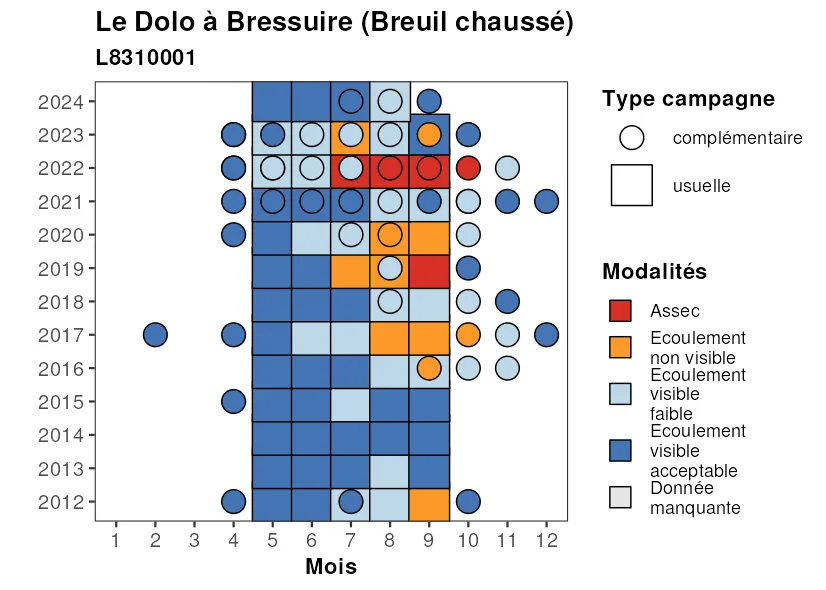 Le Dolo à Bressuire (Breuil chaussé)
L8310001
2024
2023
2022
2021
2020
2019
2018
2017
2016
2015
2014
2013
2012
1 2 3 4 5 6 7 8 9 10 11 12
Mois
Type campagne
complémentaire
usuelle
Modalités
Assec
Ecoulement
non visible
Ecoulement
visible
faible
Ecoulement
visible
acceptable
Donnée
manquante